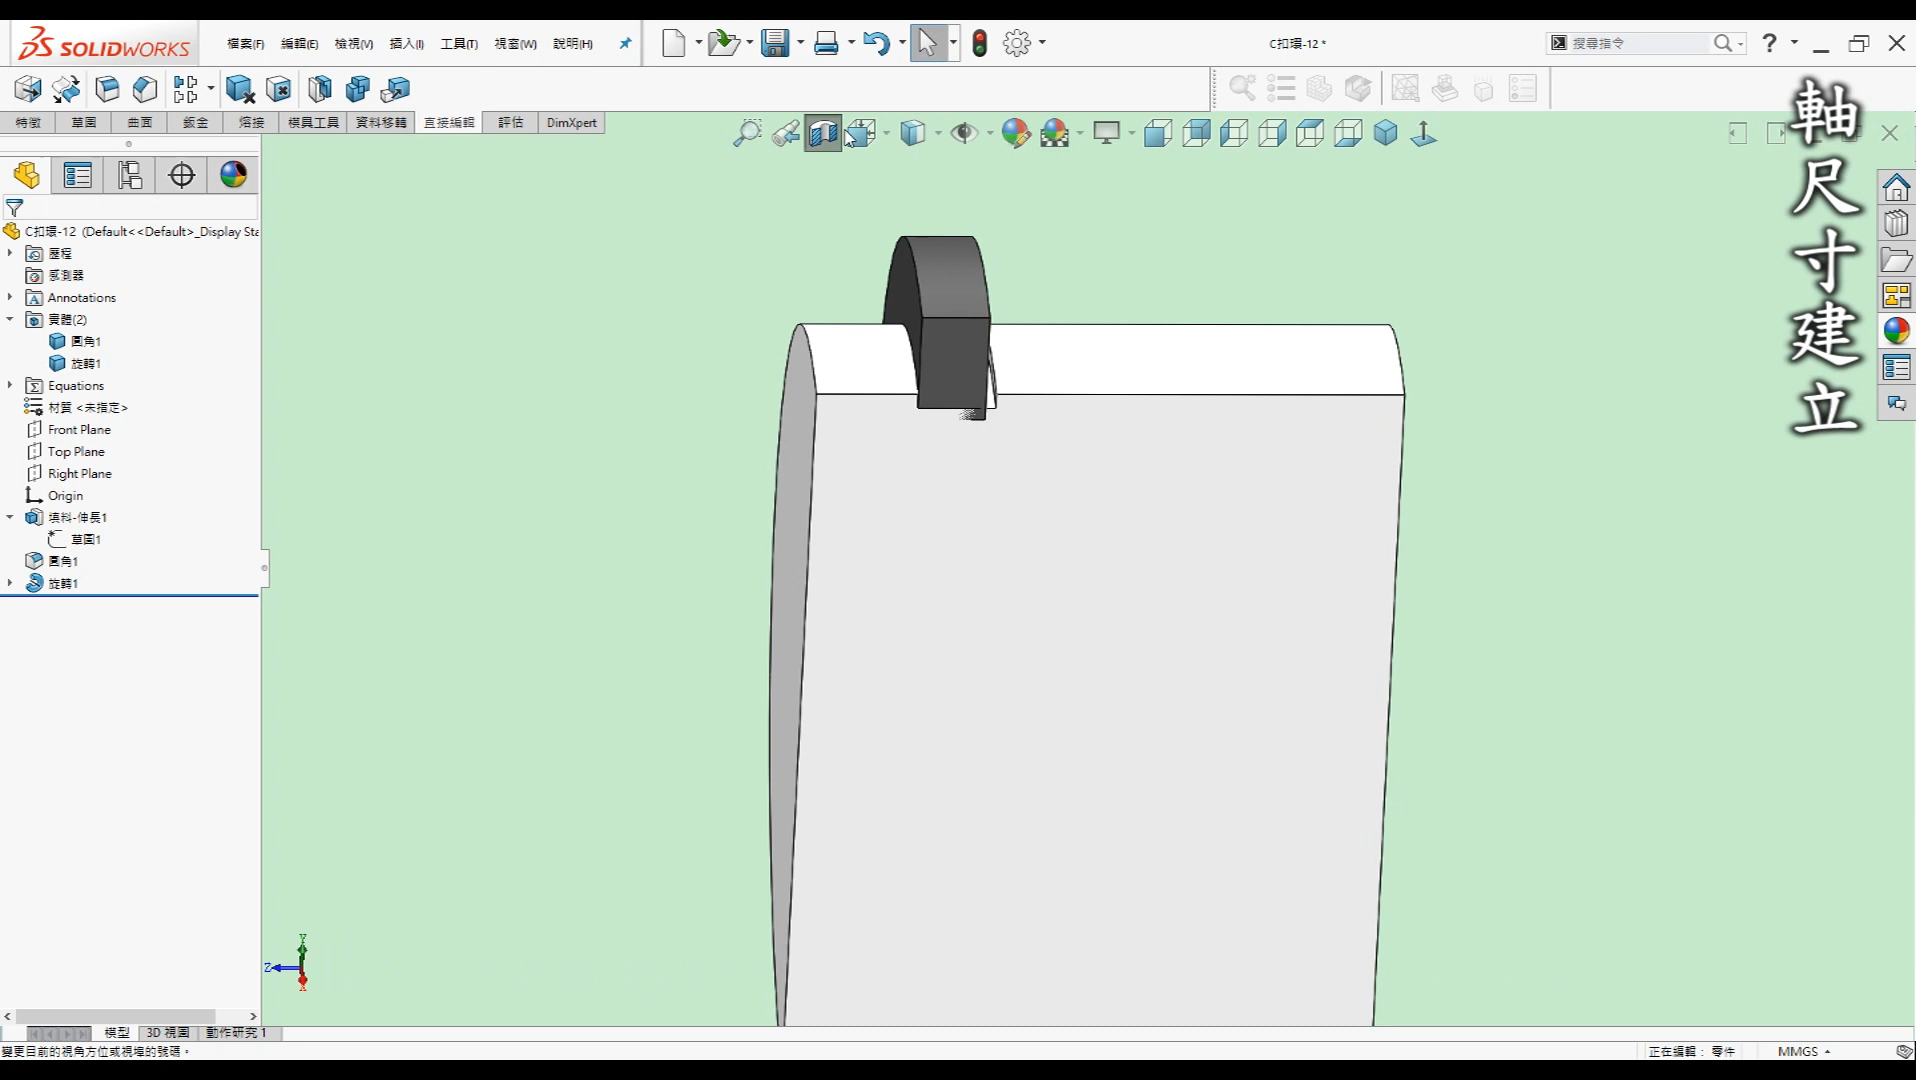 SOLIDWORKS
檔案(F) 編輯(E) 檢視(V) 插入(I) 工具(T) 視窗(W) 說明(H)
C扣環-12 *
搜尋指令
特徵 草圖 曲面 鈑金 熔接 模具工具 資料移轉 直接編輯 評估 DimXpert
C扣環-12 (Default<<Default>_Display Sta
歷程
感測器
Annotations
實體(2)
圓角1
旋轉1
Equations
材質 <未指定>
Front Plane
Top Plane
Right Plane
Origin
填料-伸長1
草圖1
圓角1
旋轉1
軸尺寸建立
Y
Z
X
模型 3D 視圖 動作研究 1
變更目前的視角方位或視埠的號碼。
正在編輯： 零件 MMGS